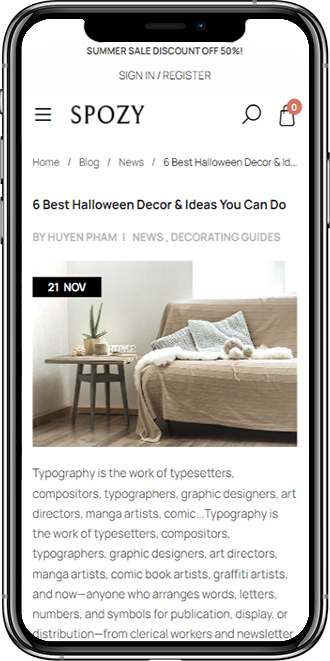 SUMMER SALE DISCOUNT OFF 50%!
SIGN IN / REGISTER
SPOZY
0
Home / Blog / News / 6 Best Halloween Decor & Id...
6 Best Halloween Decor & Ideas You Can Do
BY HUYEN PHAM | NEWS , DECORATING GUIDES
21 NOV
HOME
Typography is the work of typesetters,
compositors, typographers, graphic designers, art
directors, manga artists, comic...Typography is
the work of typesetters, compositors,
typographers, graphic designers, art directors,
manga artists, comic book artists, graffiti artists,
and now—anyone who arranges words, letters,
numbers, and symbols for publication, display, or
distribution—from clerical workers and newsletter